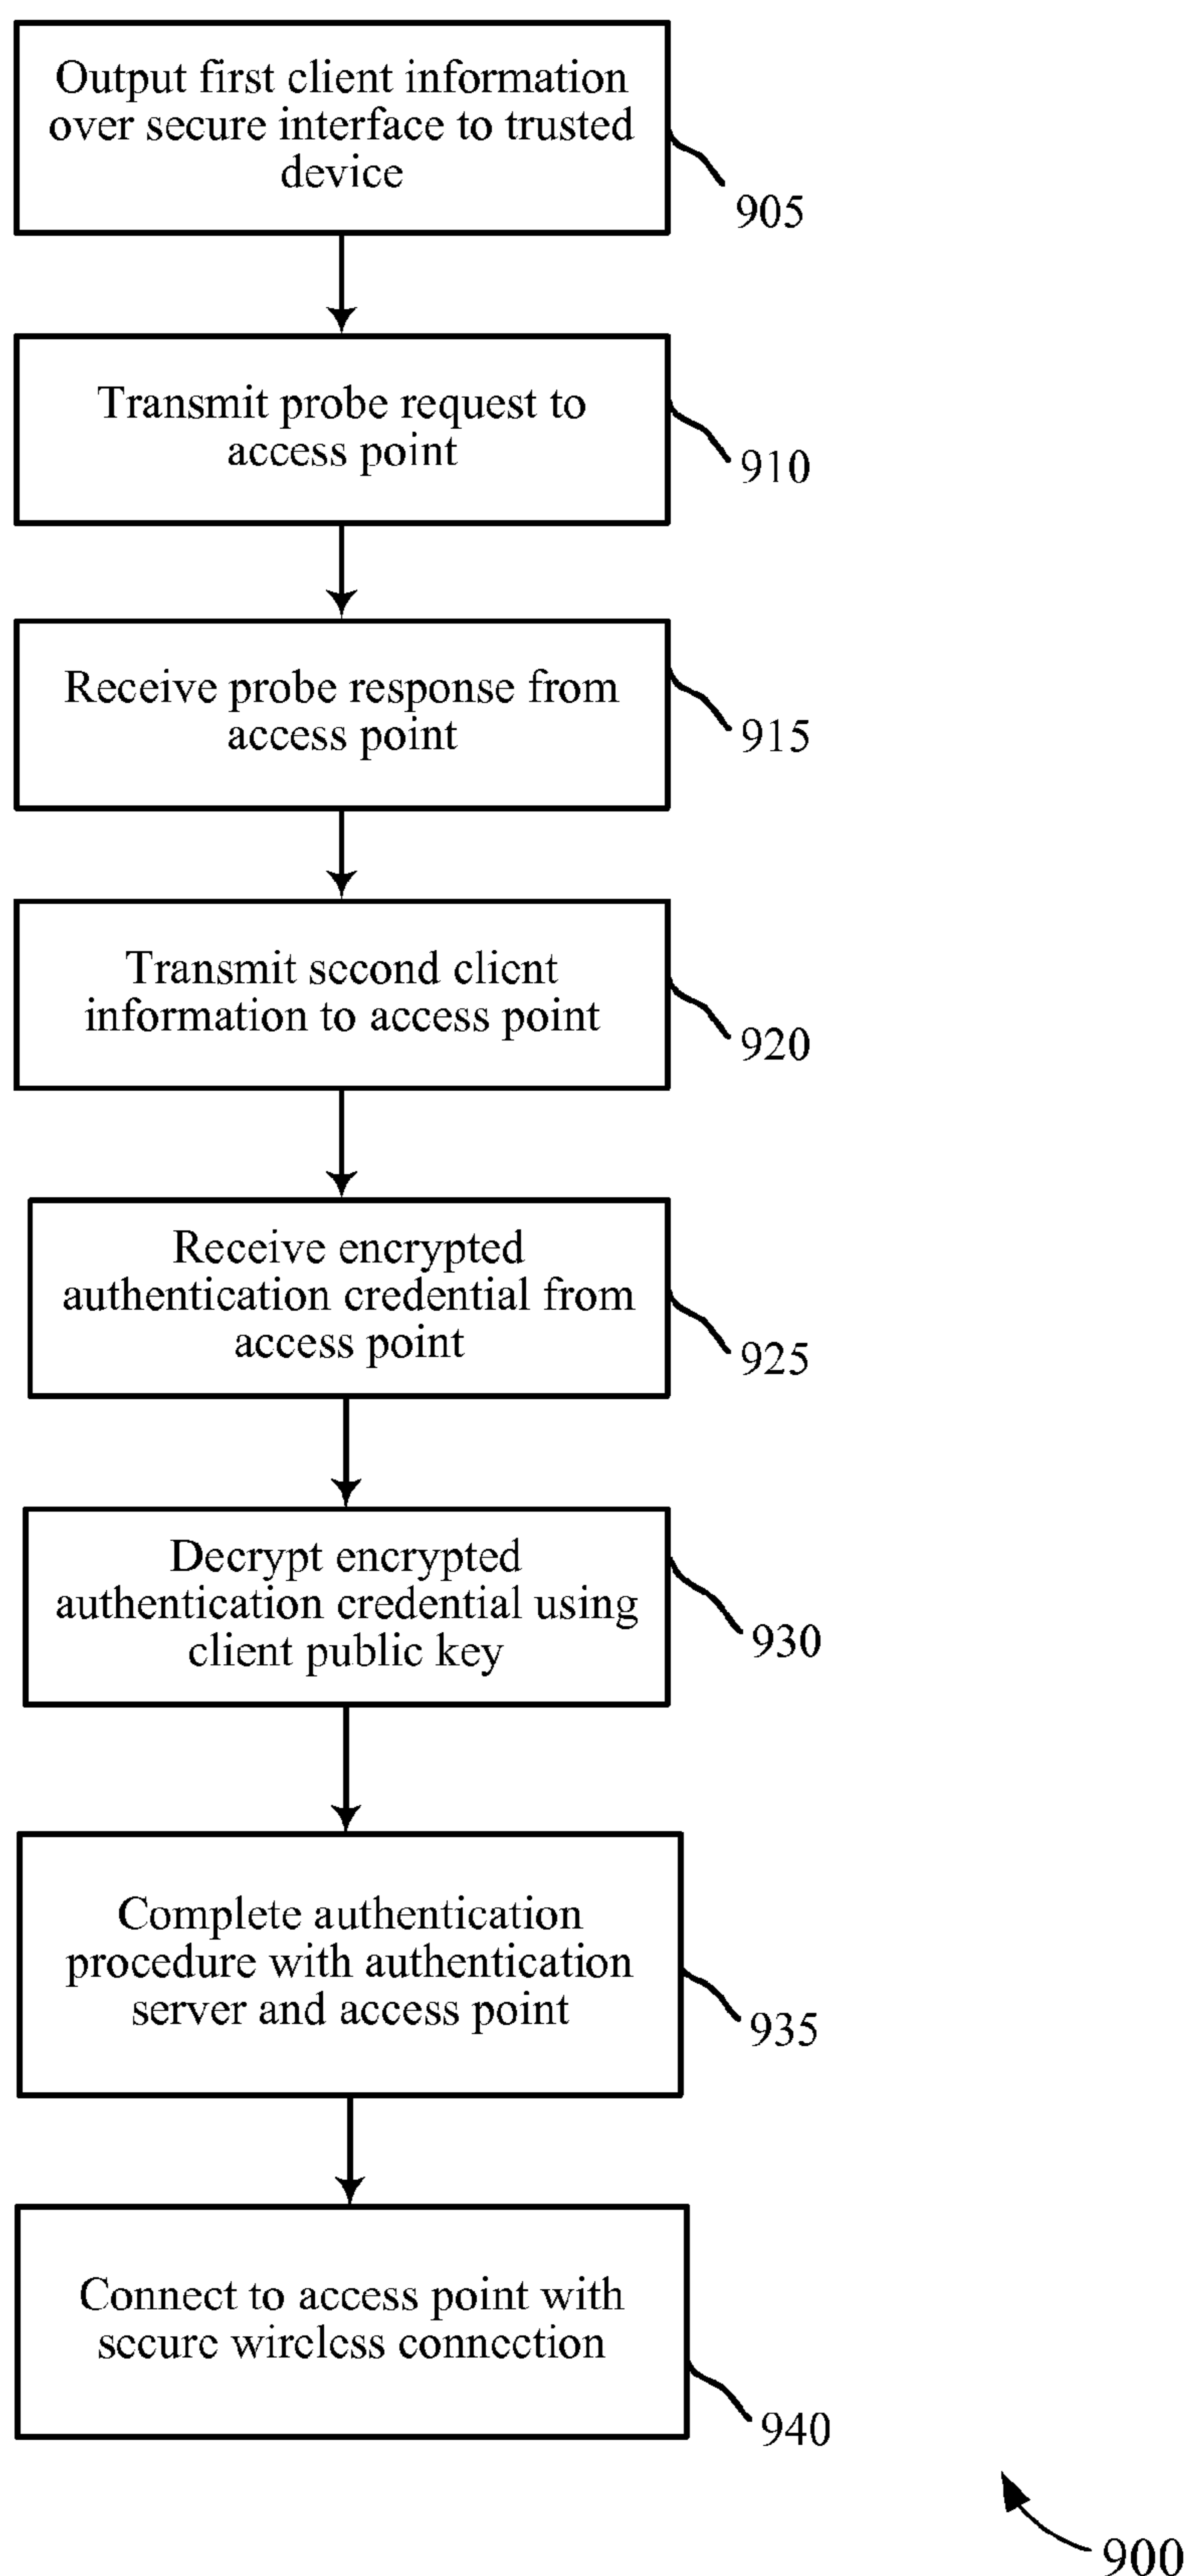 Output first client information
over secure interface to trusted
device
905
Transmit probe request to
access point
910
Receive probe response from
access point
915
Transmit second client
information to access point
920
Receive encrypted
authentication credential from
access point
925
Decrypt encrypted
authentication credential using
client public key
930
Complete authentication
procedure with authentication
server and access point
935
Connect to access point with
secure wireless connection
940
900